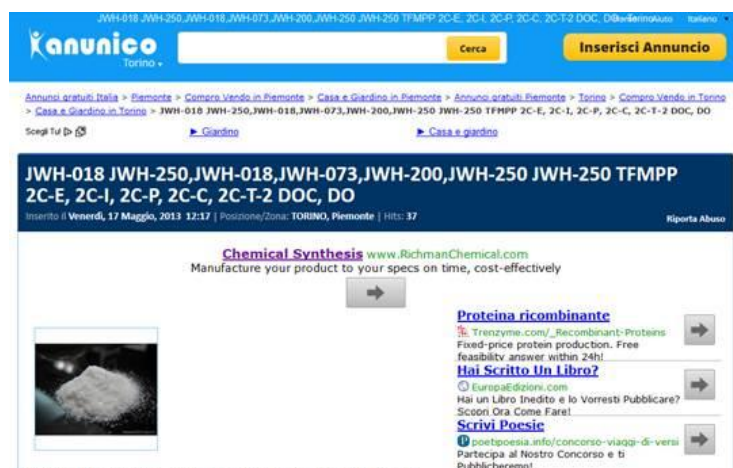 JWH-018 JWH-250,JWH-018,JWH-073,JWH-200,JWH-250 JWH-250 TFMPP 2C-E, 2C-I, 2C-P, 2C-C, 2C-T-2 DOC, Italiano
Kanunico
Torino
Cerca
Inserisci Annuncio
Annunci gratuiti Italia > Piemonte > Compro Vendo in Piemonte > Casa e Giardino in Piemonte > Annunci gratuiti Piemonte > Torino > Compro Vendo in Torino
> Casa e Giardino in Torino > JWH-018 JWH-250,JWH-018,JWH-073,JWH-200,JWH-250 JWH-250 TFMPP 2C-E, 2C-I, 2C-P, 2C-C, 2C-T-2 DOC, DO
Scegli Tu! ▶ Giardino ▶ Casa e giardino
JWH-018 JWH-250,JWH-018,JWH-073,JWH-200,JWH-250 JWH-250 TFMPP
2C-E, 2C-I, 2C-P, 2C-C, 2C-T-2 DOC, DO
Inserito il Venerdì, 17 Maggio, 2013 12:17 | Posizione/Zona: TORINO, Piemonte | Hits: 37
Riporta Abuso
Chemical Synthesis www.RichmanChemical.com
Manufacture your product to your specs on time, cost-effectively
Proteina ricombinante
Trenzyme.com/_Recombinant-Proteins
Fixed-price protein production. Free
feasibility answer within 24h!
Hai Scritto Un Libro?
EuropaEdizioni.com
Hai un Libro Inedito e lo Vorresti Pubblicare?
Scopri Ora Come Fare!
Scrivi Poesie
poetipoesia.info/concorso-viaggi-di-versi
Partecipa al Nostro Concorso e ti
Pubblicheremo!